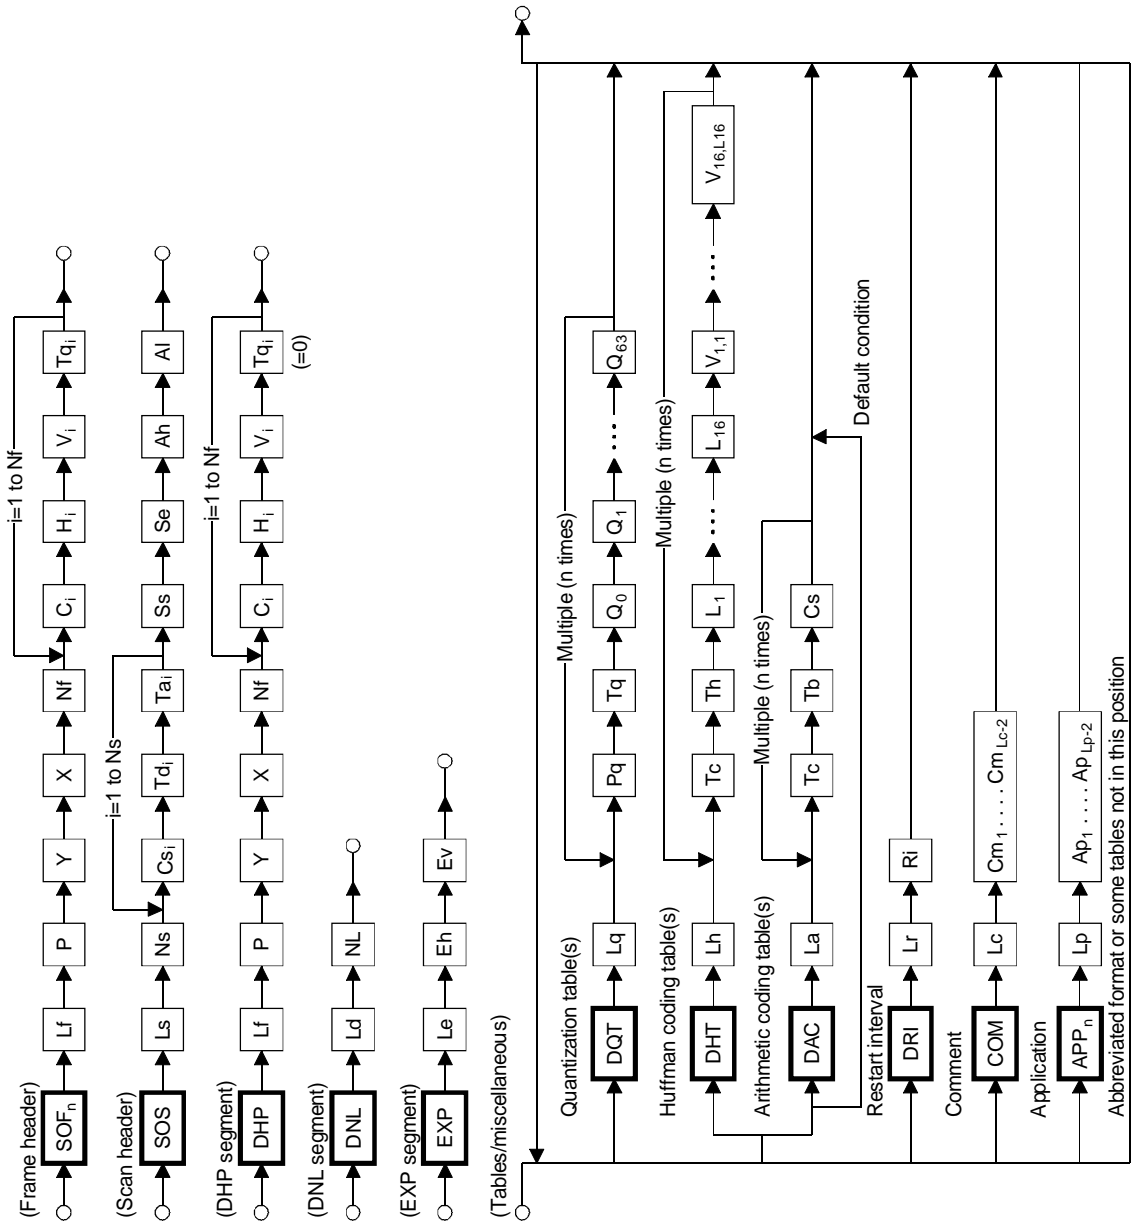 (Frame header)
SOFn Lf P Y X Nf Ci Hi Vi Tqi
i=1 to Nf
(Scan header)
SOS Ls Ns Csi Tdi Tai Ss Se Ah Al
i=1 to Ns
(DHP segment)
DHP Lf P Y X Nf Ci Hi Vi Tqi
i=1 to Nf
(=0)
(DNL segment)
DNL Ld NL
(EXP segment)
EXP Le Eh Ev
(Tables/miscellaneous)
Quantization table(s)
Multiple (n times)
DQT Lq Pq Tq Q0 Q1 .... Q63
Huffman coding table(s)
Multiple (n times)
DHT Lh Tc Th L1 .... L16 V1,1 .... V16,L16
Arithmetic coding table(s)
Multiple (n times)
DAC La Tc Tb Cs
Default condition
Restart interval
DRI Lr Ri
Comment
COM Lc Cm1 .... CmLc-2
Application
APPn Lp Ap1 .... ApLp-2
Abbreviated format or some tables not in this position